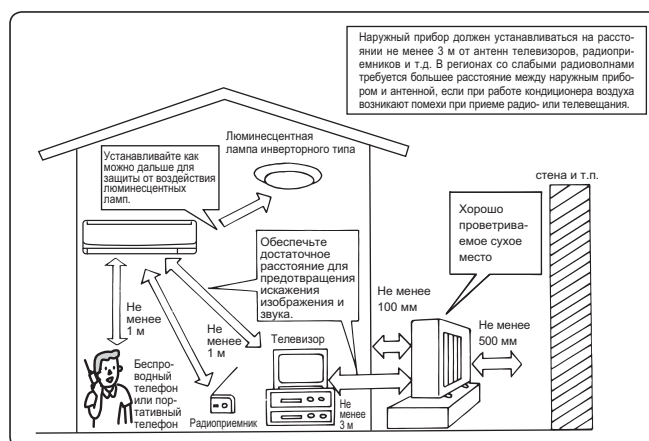 Наружный прибор должен устанавливаться на рассто-
янии не менее 3 м от антенн телевизоров, радиопри-
емников и т.д. В регионах со слабыми радиоволнами
требуется большее расстояние между наружным прибо-
ром и антенной, если при работе кондиционера воздуха
возникают помехи при приеме радио- или телевещания.
Люминесцентная
лампа инверторного типа
Устанавливайте как
можно дальше для
защиты от воздействия
люминесцентных
ламп.
стена и т.п.
Хорошо
проветрива-
емое сухое
место
Обеспечьте
достаточное
расстояние для
предотвращения
искажения
изображения и
звука.
Не менее
100 мм
Не менее
500 мм
Не
менее
1 м
Не
менее
1 м
Телевизор
Беспро-
водный
телефон
или пор-
тативный
телефон
Радиоприемник
Не
менее
3 м